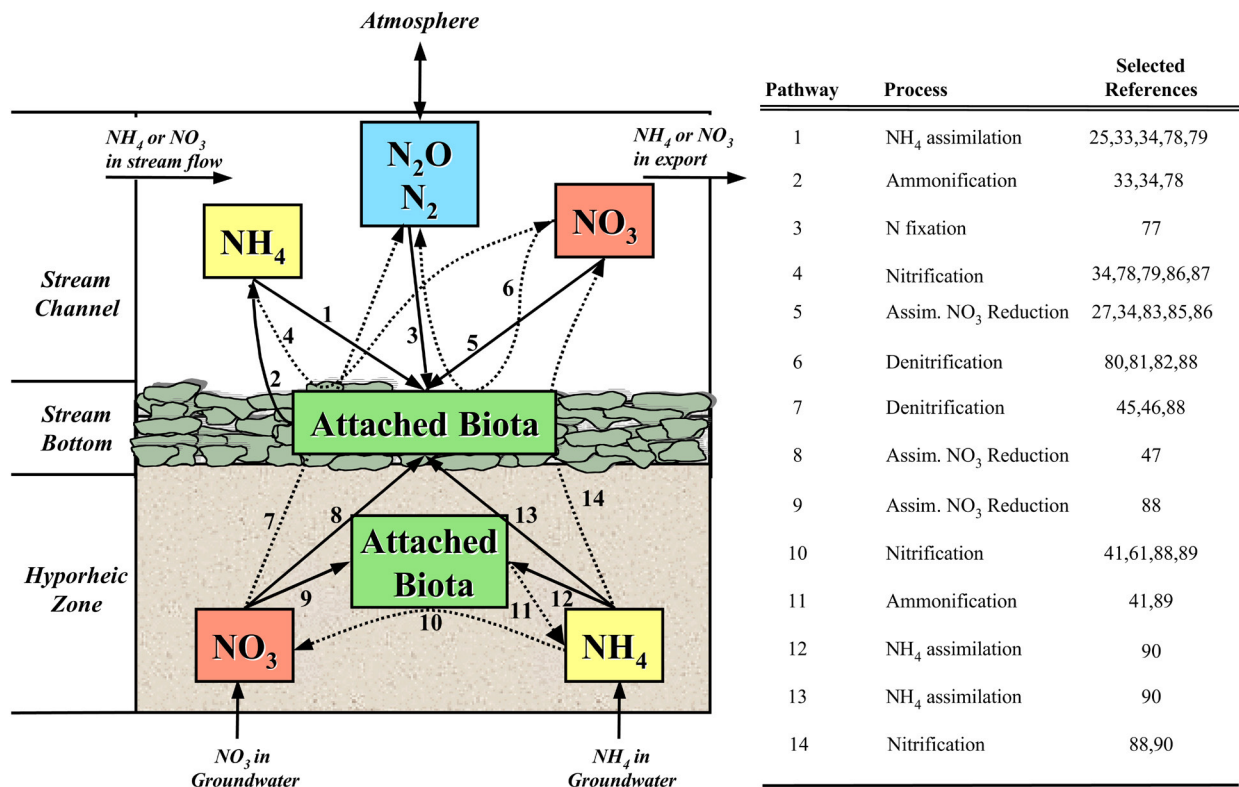 Atmosphere
NH4 or NO3
in stream flow
N2O
N2
NH4 or NO3
in export
NH4
NO3
Stream
Channel
1
2
3
4
5
6
Stream
Bottom
Attached Biota
Hyporheic
Zone
7
8
13
14
Attached
Biota
9
10
11
12
NO3
NH4
NO3 in
Groundwater
NH4 in
Groundwater
Pathway Process Selected References
1 NH4 assimilation 25,33,34,78,79
2 Ammonification 33,34,78
3 N fixation 77
4 Nitrification 34,78,79,86,87
5 Assim. NO3 Reduction 27,34,83,85,86
6 Denitrification 80,81,82,88
7 Denitrification 45,46,88
8 Assim. NO3 Reduction 47
9 Assim. NO3 Reduction 88
10 Nitrification 41,61,88,89
11 Ammonification 41,89
12 NH4 assimilation 90
13 NH4 assimilation 90
14 Nitrification 88,90